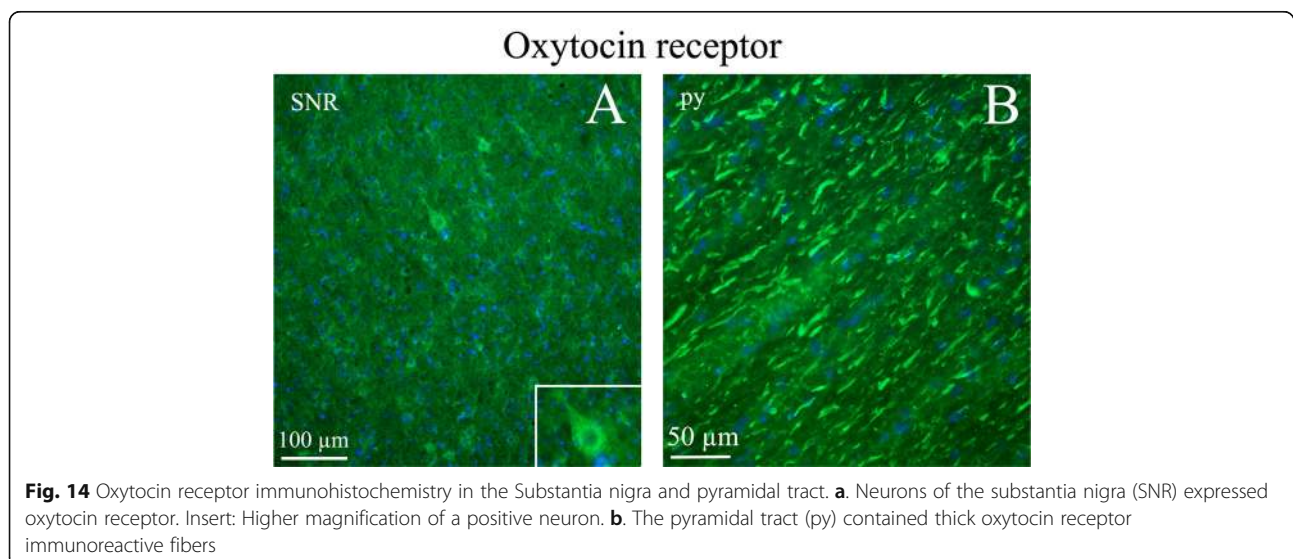 Oxytocin receptor
SNR
A
py
B
100 µm
50 µm
Fig. 14 Oxytocin receptor immunohistochemistry in the Substantia nigra and pyramidal tract. a. Neurons of the substantia nigra (SNR) expressed
oxytocin receptor. Insert: Higher magnification of a positive neuron. b. The pyramidal tract (py) contained thick oxytocin receptor
immunoreactive fibers